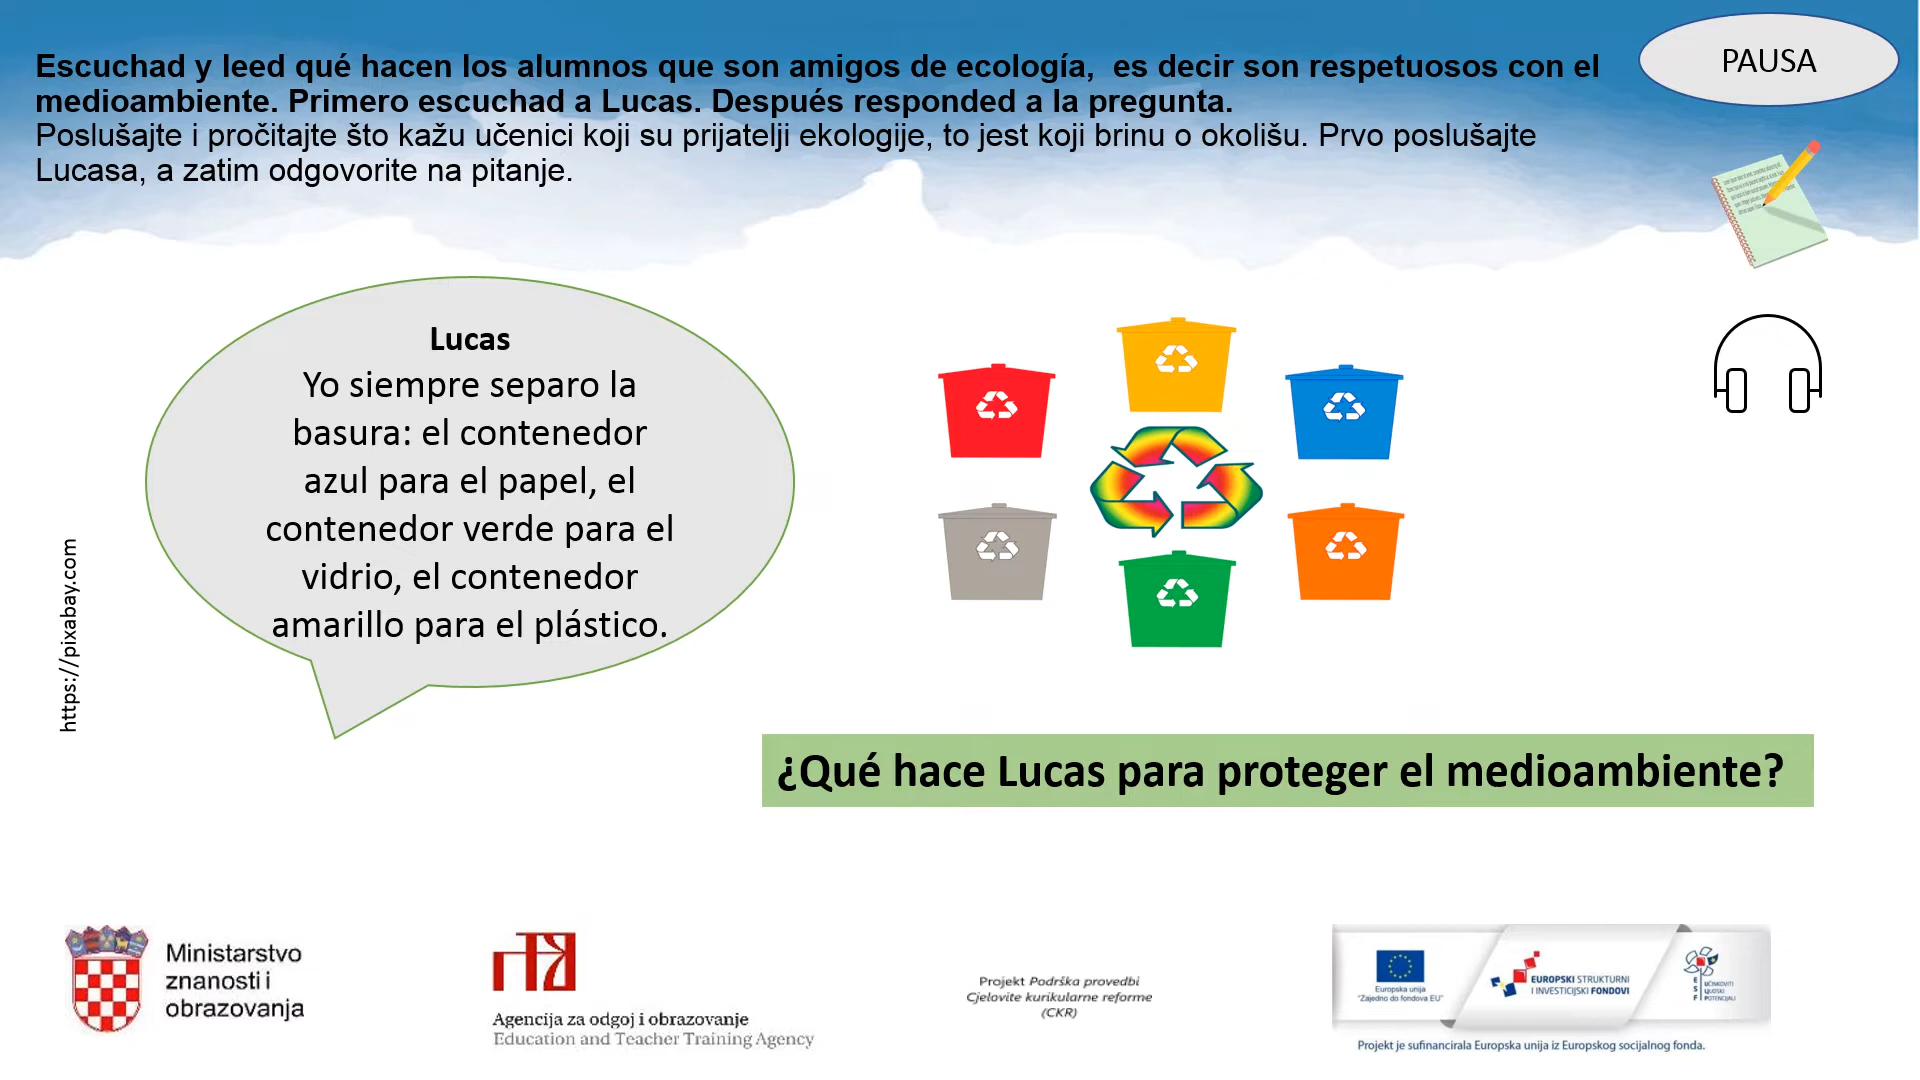 Escuchad y leed qué hacen los alumnos que son amigos de ecología,  es decir son respetuosos con el
medioambiente. Primero escuchad a Lucas. Después responded a la pregunta.
Poslušajte i pročitajte što kažu učenici koji su prijatelji ekologije, to jest koji brinu o okolišu. Prvo poslušajte
Lucasa, a zatim odgovorite na pitanje.
PAUSA
Lucas
Yo siempre separo la
basura: el contenedor
azul para el papel, el
contenedor verde para el
vidrio, el contenedor
amarillo para el plástico.
https://pixabay.com
¿Qué hace Lucas para proteger el medioambiente?
Ministarstvo
znanosti i
obrazovanja
Agencija za odgoj i obrazovanje
Education and Teacher Training Agency
Projekt Podrška provedbi
Cjelovite kurikularne reforme
(CKR)
Europska unija
"Zajedno do fondova EU"
EUROPSKI STRUKTURNI
I INVESTICIJSKI FONDOVI
ESF
UČINKOVITI
LJUDSKI
POTENCIJALI
Projekt je sufinancirala Europska unija iz Europskog socijalnog fonda.